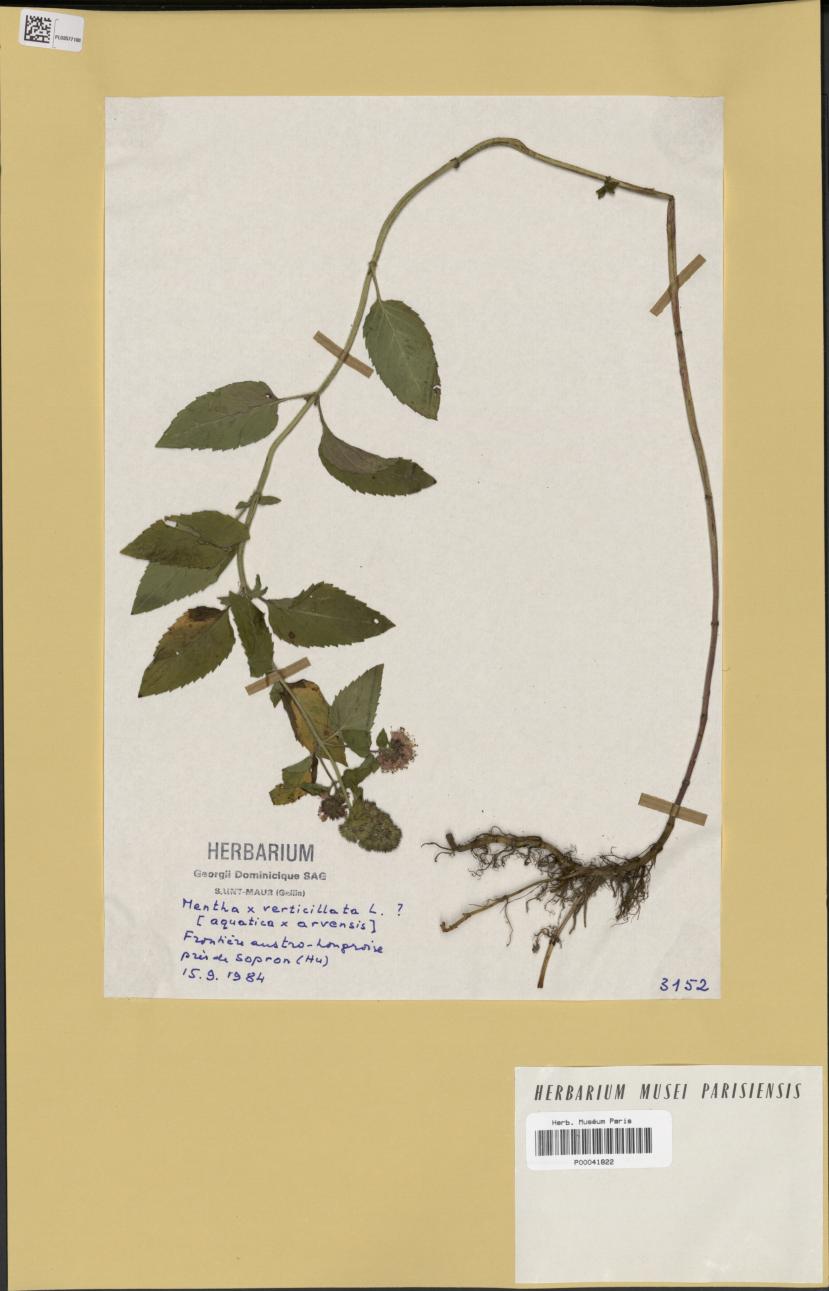 HERBARIUM
Georgii Dominicique SAG
SAINT-MAUR (Gallia)
Mentha x verticillata L. ?
[aquatica x arvensis]
Frontière austro-hongroise
près de Sopron (Hu)
15.9.1984
3152
HERBARIUM MUSEI PARISIENSIS
Herb. Muséum Paris
P00041822